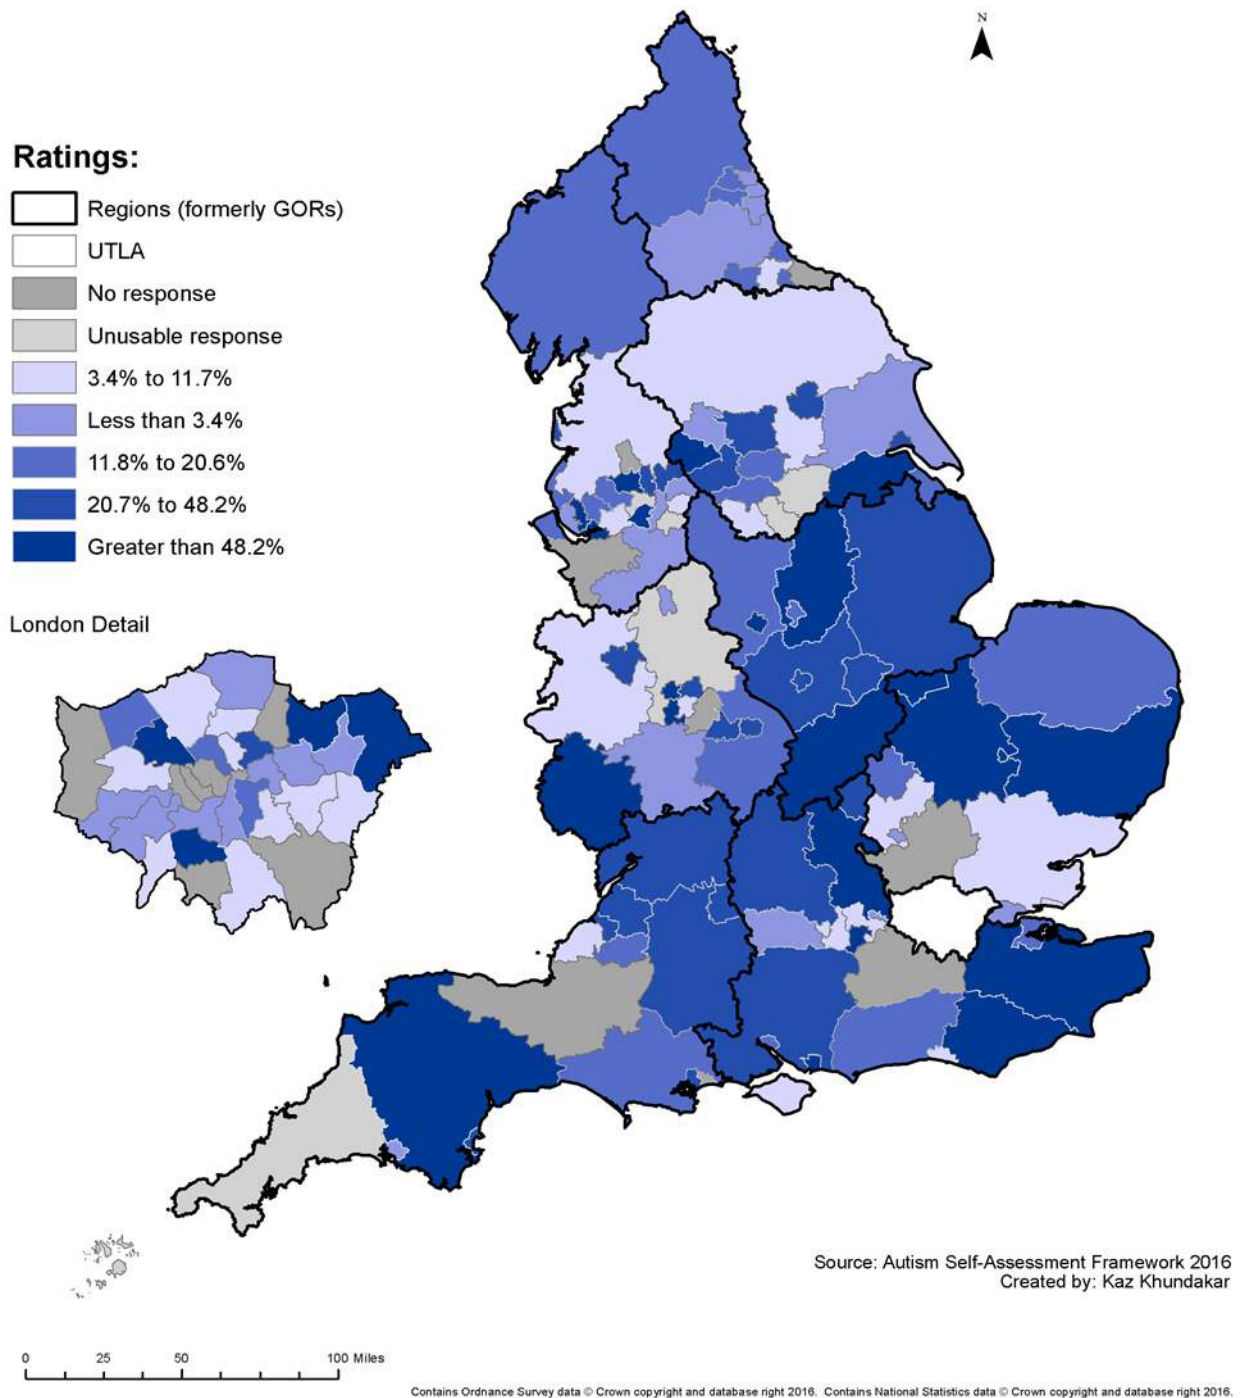 N
Ratings:
Regions (formerly GORs)
UTLA
No response
Unusable response
3.4% to 11.7%
Less than 3.4%
11.8% to 20.6%
20.7% to 48.2%
Greater than 48.2%
London Detail
Source: Autism Self-Assessment Framework 2016
Created by: Kaz Khundakar
0 25 50 100 Miles
Contains Ordnance Survey data © Crown copyright and database right 2016. Contains National Statistics data © Crown copyright and database right 2016.